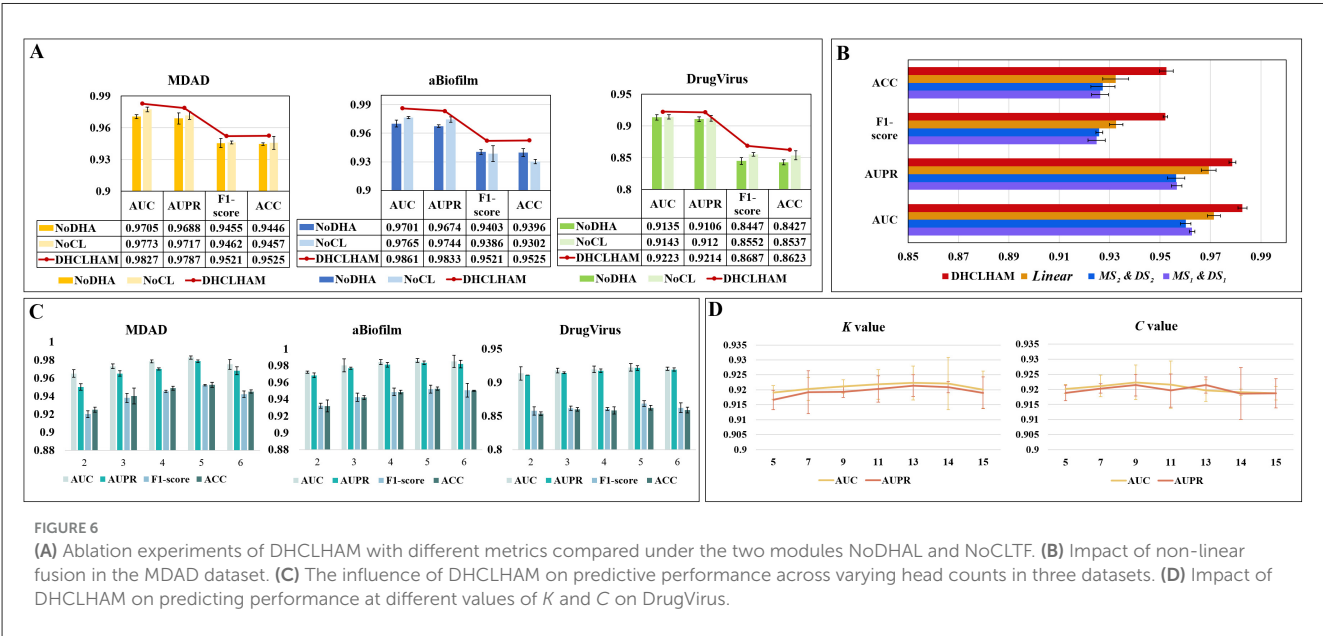 A
MDAD
0.99
0.96
0.93
0.9
AUC AUPR F1-score ACC
NoDHA 0.9705 0.9688 0.9455 0.9446
NoCL 0.9773 0.9717 0.9462 0.9457
DHCLHAM 0.9827 0.9787 0.9521 0.9525
NoDHA NoCL DHCLHAM
aBiofilm
0.99
0.96
0.93
0.9
AUC AUPR F1-score ACC
NoDHA 0.9701 0.9674 0.9403 0.9396
NoCL 0.9765 0.9744 0.9386 0.9302
DHCLHAM 0.9861 0.9833 0.9521 0.9525
NoDHA NoCL DHCLHAM
DrugVirus
0.95
0.9
0.85
0.8
AUC AUPR F1-score ACC
NoDHA 0.9135 0.9106 0.8447 0.8427
NoCL 0.9143 0.912 0.8552 0.8537
DHCLHAM 0.9223 0.9214 0.8687 0.8623
NoDHA NoCL DHCLHAM
B
ACC
F1-
score
AUPR
AUC
0.85 0.87 0.89 0.91 0.93 0.95 0.97 0.99
DHCLHAM Linear MS2 & DS2 MS1 & DS1
C
MDAD
1
0.98
0.96
0.94
0.92
0.9
0.88
2 3 4 5 6
AUC AUPR F1-score ACC
aBiofilm
1
0.98
0.96
0.94
0.92
0.9
0.88
2 3 4 5 6
AUC AUPR F1-score ACC
DrugVirus
0.95
0.9
0.85
0.8
2 3 4 5 6
AUC AUPR F1-score ACC
D
K value
0.935
0.93
0.925
0.92
0.915
0.91
0.905
0.9
5 7 9 11 13 14 15
AUC AUPR
C value
0.935
0.93
0.925
0.92
0.915
0.91
0.905
0.9
5 7 9 11 13 14 15
AUC AUPR
FIGURE 6
(A) Ablation experiments of DHCLHAM with different metrics compared under the two modules NoDHAL and NoCLTF. (B) Impact of non-linear
fusion in the MDAD dataset. (C) The influence of DHCLHAM on predictive performance across varying head counts in three datasets. (D) Impact of
DHCLHAM on predicting performance at different values of K and C on DrugVirus.